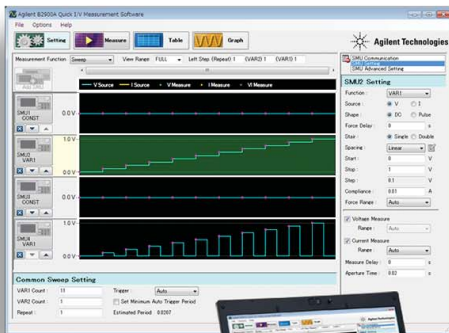 Agilent B2900A Quick I/V Measurement Software
File Options Help
Setting Measure Table Graph
Agilent Technologies
Measurement Function Sweep View Range FULL Left Step (Repeat) 1 (VAR2) 1 (VAR1) 1
Add SMU
V Source I Source V Measure I Measure VI Measure
SMU1
CONST
0.0 V
SMU2
VAR1
1.0 V
0.0 V
SMU3
CONST
0.0 V
SMU4
VAR1
1.0 V
0.0 V
SMU Communication
SMU Setting
SMU Advanced Setting
SMU2 Setting
Function : VAR1
Source : V I
Shape : DC Pulse
Force Delay : 0 s
Stair : Single Double
Spacing : Linear
Start : 0 V
Stop : 1 V
Step : 0.1 V
Compliance : 0.01 A
Force Range : Auto
Voltage Measure
Range : Auto
Current Measure
Range : Auto
Measure Delay : 0 s
Aperture Time : 0.02 s
Common Sweep Setting
VAR1 Count : 11 Trigger : Auto
VAR2 Count : 1 Set Minimum Auto Trigger Period
Repeat : 1 Estimated Period 0.0207